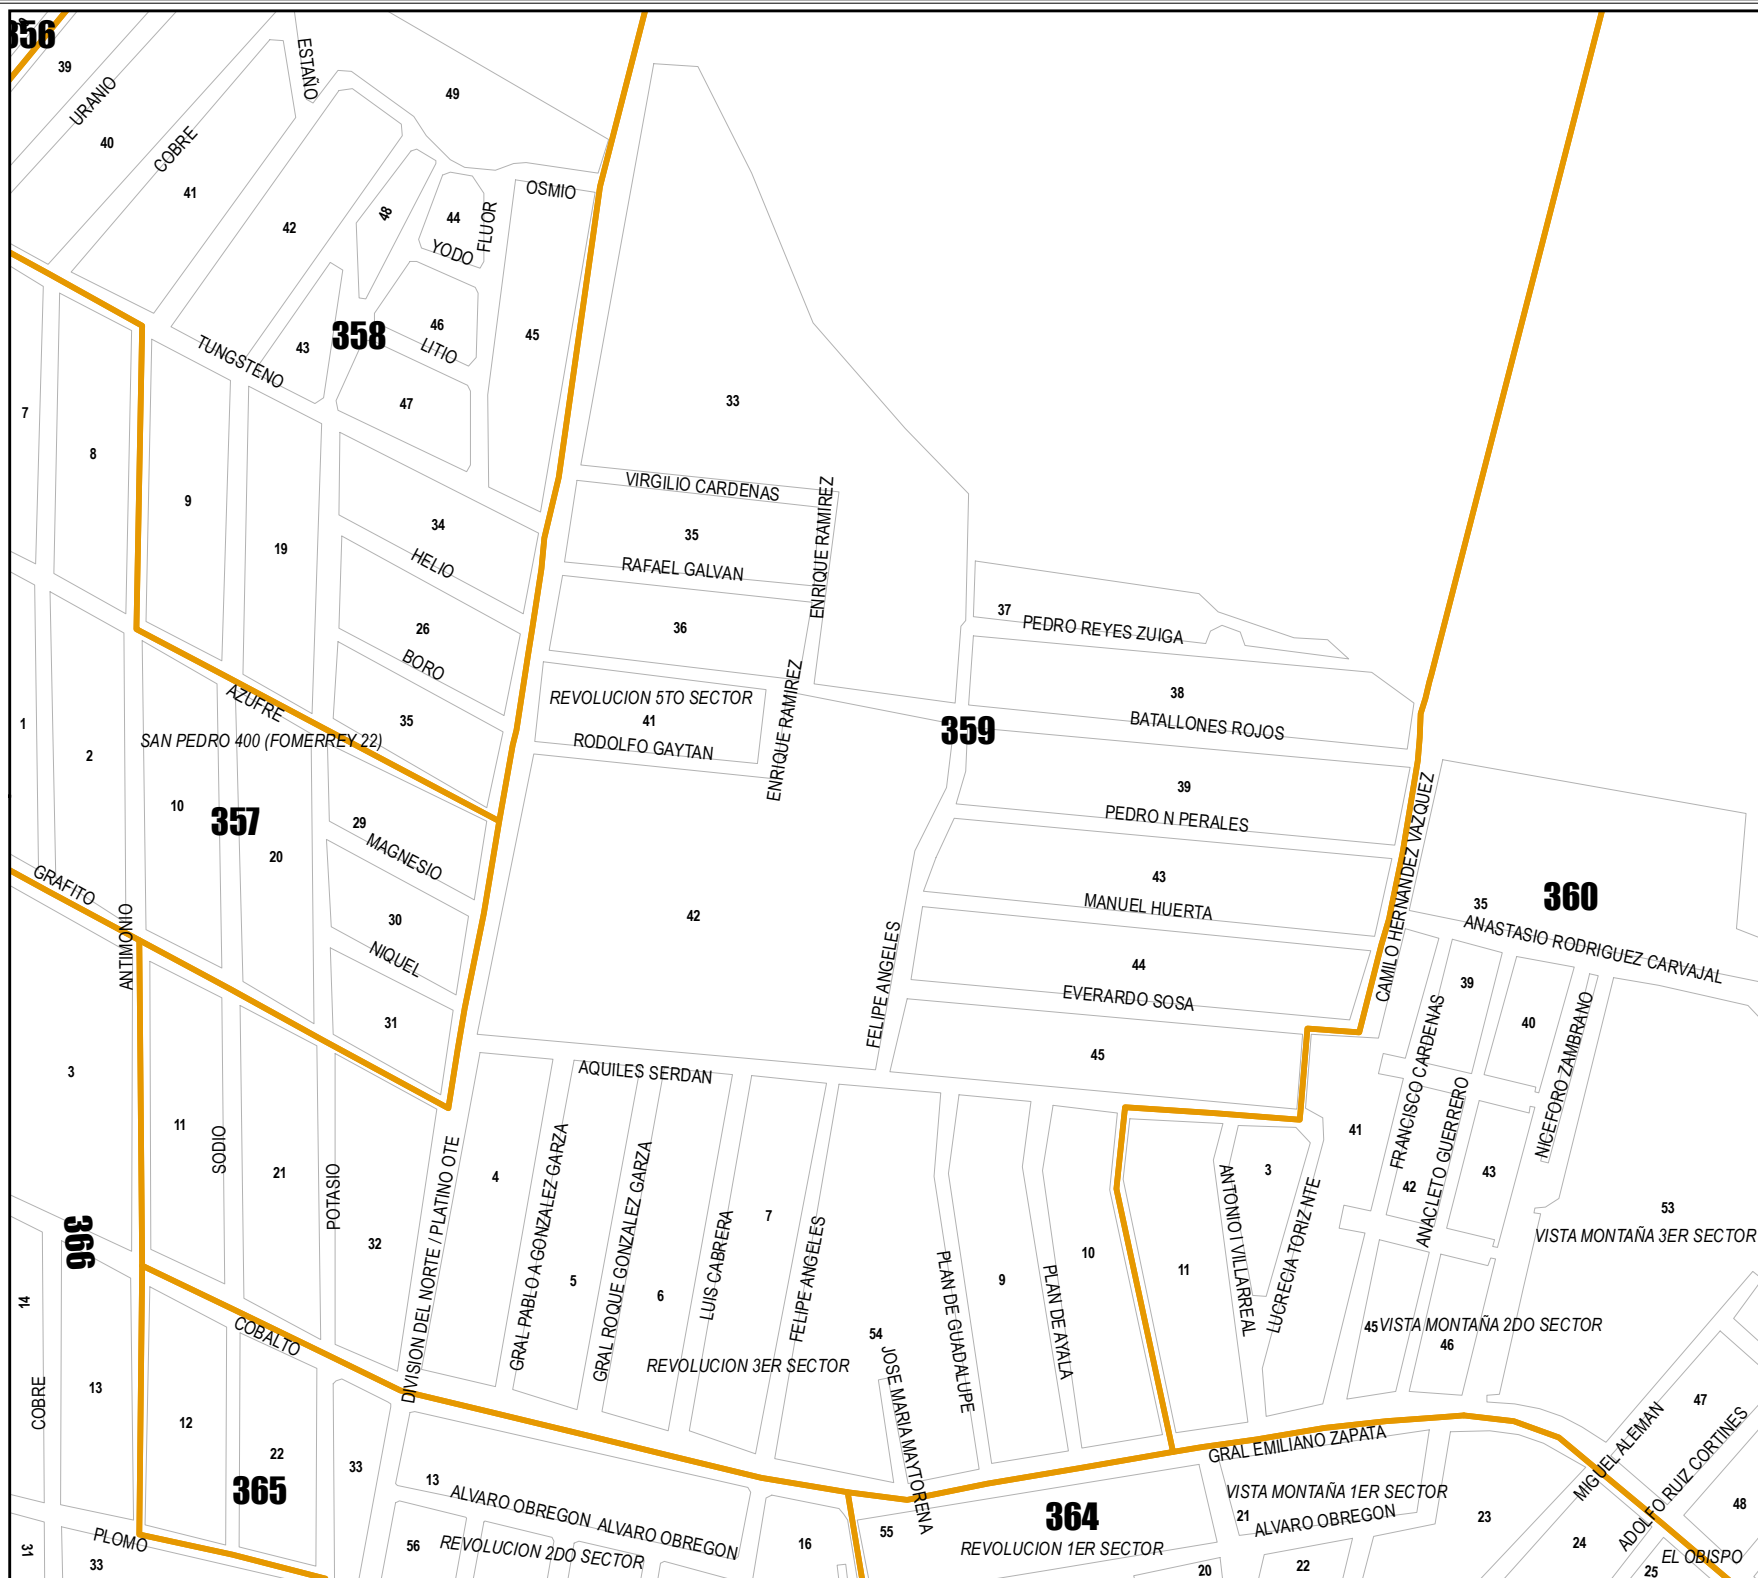 356
39
URANIO
40
ESTAÑO
COBRE
41
49
42
48
44
YODO
FLUOR
OSMIO
TUNGSTENO
43
358
46
LITIO
45
47
33
7
8
9
19
34
HELIO
26
BORO
35
VIRGILIO CARDENAS
35
RAFAEL GALVAN
36
ENRIQUE RAMIREZ
REVOLUCION 5TO SECTOR
41
RODOLFO GAYTAN
ENRIQUE RAMIREZ
359
37
PEDRO REYES ZUIGA
38
BATALLONES ROJOS
39
PEDRO N PERALES
43
MANUEL HUERTA
44
EVERARDO SOSA
45
CAMILO HERNANDEZ VAZQUEZ
35
360
ANASTASIO RODRIGUEZ CARVAJAL
1
2
AZUFRE
SAN PEDRO 400 (FOMERREY 22)
10
357
20
29
MAGNESIO
30
NIQUEL
31
GRAFITO
ANTIMONIO
42
FELIPE ANGELES
AQUILES SERDAN
39
40
FRANCISCO CARDENAS
ANACLETO GUERRERO
NICEFORO ZAMBRANO
41
42
43
53
VISTA MONTAÑA 3ER SECTOR
3
11
SODIO
21
POTASIO
32
DIVISION DEL NORTE / PLATINO OTE
4
GRAL PABLO A GONZALEZ GARZA
5
GRAL ROQUE GONZALEZ GARZA
6
LUIS CABRERA
7
FELIPE ANGELES
REVOLUCION 3ER SECTOR
54
JOSE MARIA MAYTORENA
PLAN DE GUADALUPE
9
PLAN DE AYALA
10
11
ANTONIO I VILLARREAL
3
LUCRECIA TORIZ NTE
45
VISTA MONTAÑA 2DO SECTOR
46
366
14
COBRE
13
12
COBALTO
22
365
33
13
ALVARO OBREGON
ALVARO OBREGON
56
REVOLUCION 2DO SECTOR
16
55
364
REVOLUCION 1ER SECTOR
GRAL EMILIANO ZAPATA
VISTA MONTAÑA 1ER SECTOR
21
ALVARO OBREGON
20
22
23
24
25
MIGUEL ALEMAN
47
ADOLFO RUIZ CORTINES
48
EL OBISPO
31
33
PLOMO